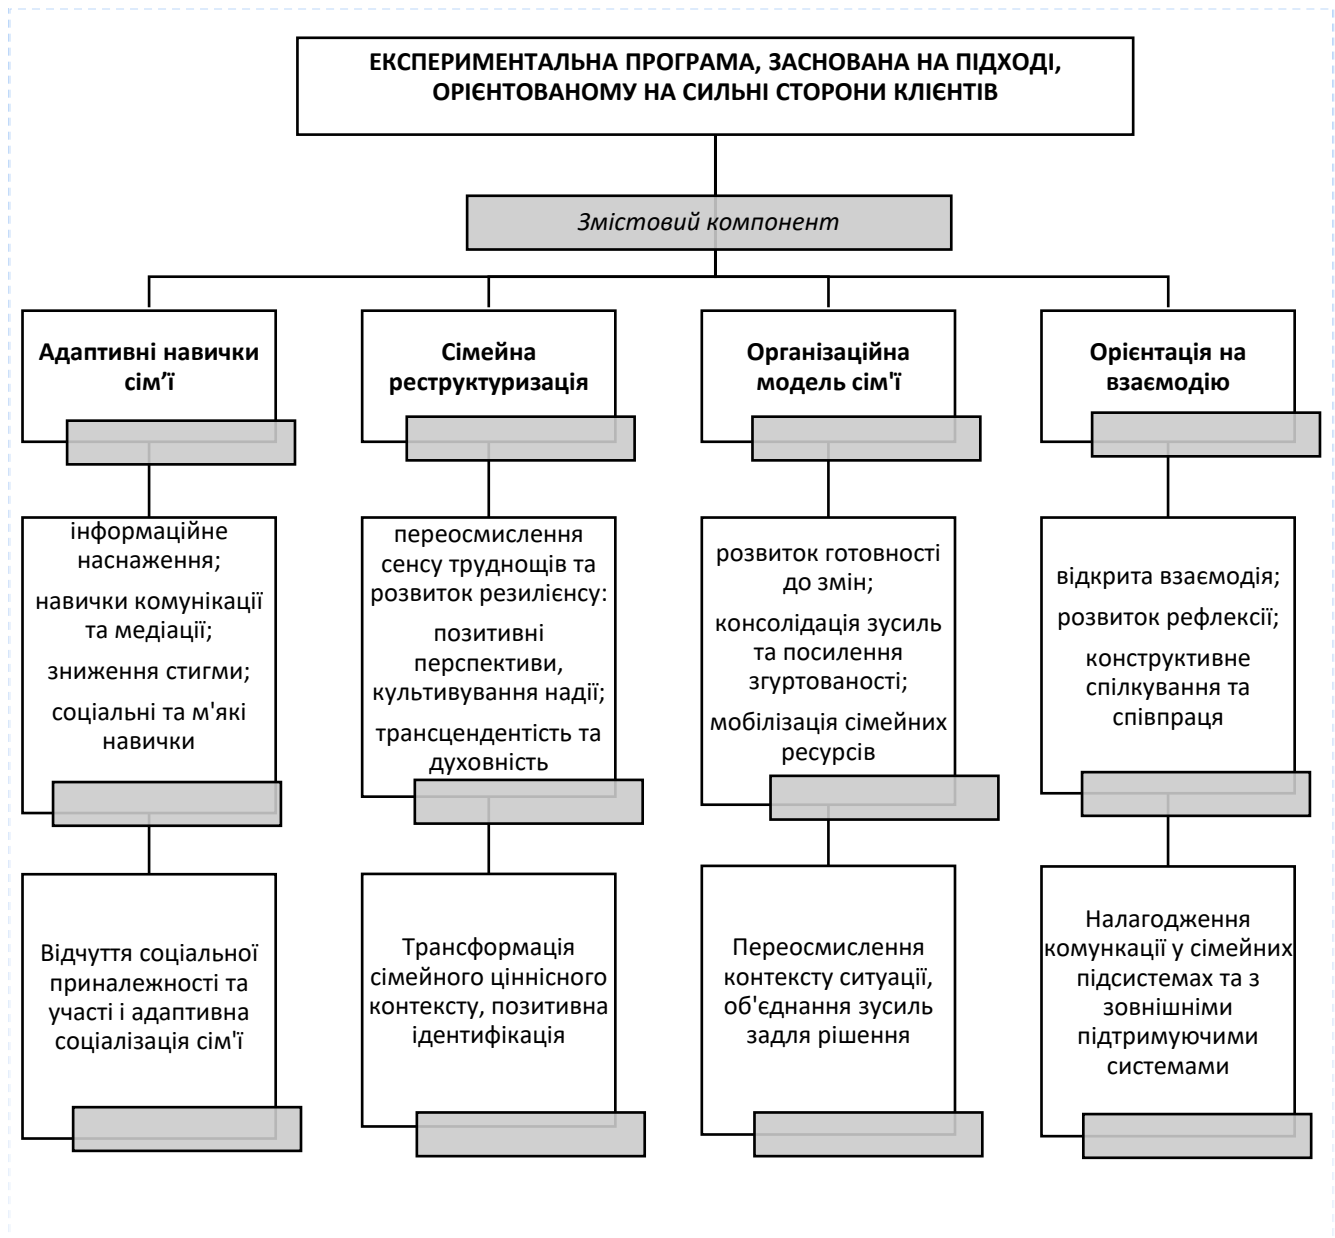 ЕКСПЕРИМЕНТАЛЬНА ПРОГРАМА, ЗАСНОВАНА НА ПІДХОДІ,
ОРІЄНТОВАНОМУ НА СИЛЬНІ СТОРОНИ КЛІЄНТІВ
Змістовий компонент
Адаптивні навички
сім’ї
Сімейна
реструктуризація
Організаційна
модель сім'ї
Орієнтація на
взаємодію
інформаційне
наснаження;
навички комунікації
та медіації;
зниження стигми;
соціальні та м'які
навички
переосмислення
сенсу труднощів та
розвиток резилієнсу:
позитивні
перспективи,
культивування надії;
трансцендентість та
духовність
розвиток готовності
до змін;
консолідація зусиль
та посилення
згуртованості;
мобілізація сімейних
ресурсів
відкрита взаємодія;
розвиток рефлексії;
конструктивне
спілкування та
співпраця
Відчуття соціальної
приналежності та
участі і адаптивна
соціалізація сім'ї
Трансформація
сімейного ціннісного
контексту, позитивна
ідентифікація
Переосмислення
контексту ситуації,
об'єднання зусиль
задля рішення
Налагодження
комункації у сімейних
підсистемах та з
зовнішніми
підтримуючими
системами